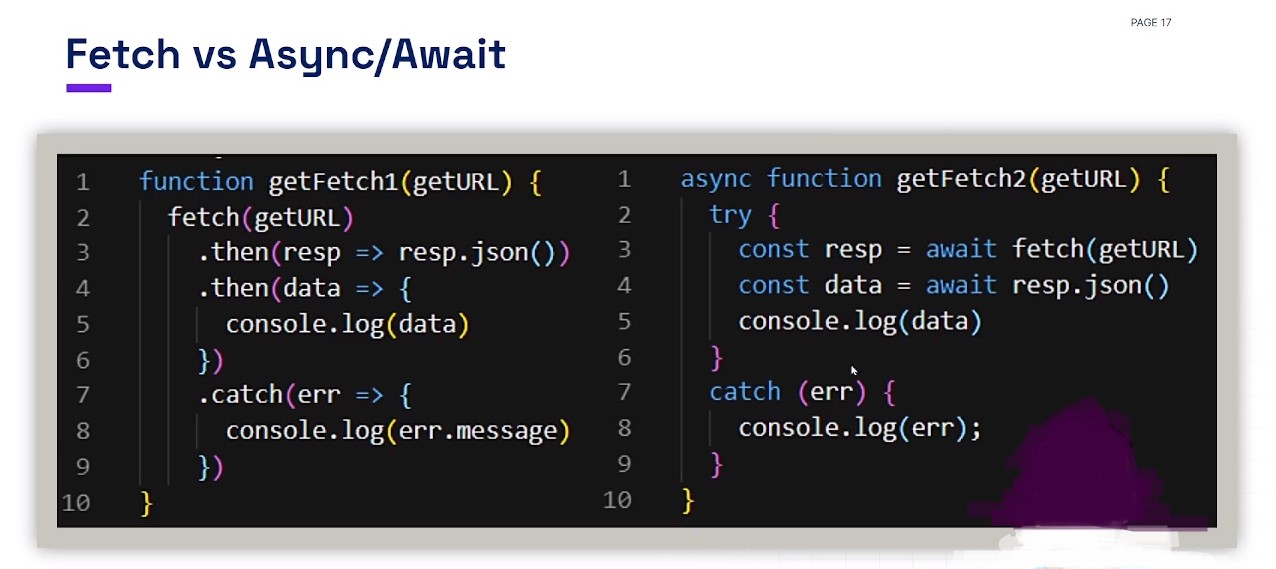 PAGE 17
Fetch vs Async/Await
1 function getFetch1(getURL) {
2 fetch(getURL)
3 .then(resp => resp.json())
4 .then(data => {
5 console.log(data)
6 })
7 .catch(err => {
8 console.log(err.message)
9 })
10 }
1 async function getFetch2(getURL) {
2 try {
3 const resp = await fetch(getURL)
4 const data = await resp.json()
5 console.log(data)
6 }
7 catch (err) {
8 console.log(err);
9 }
10 }